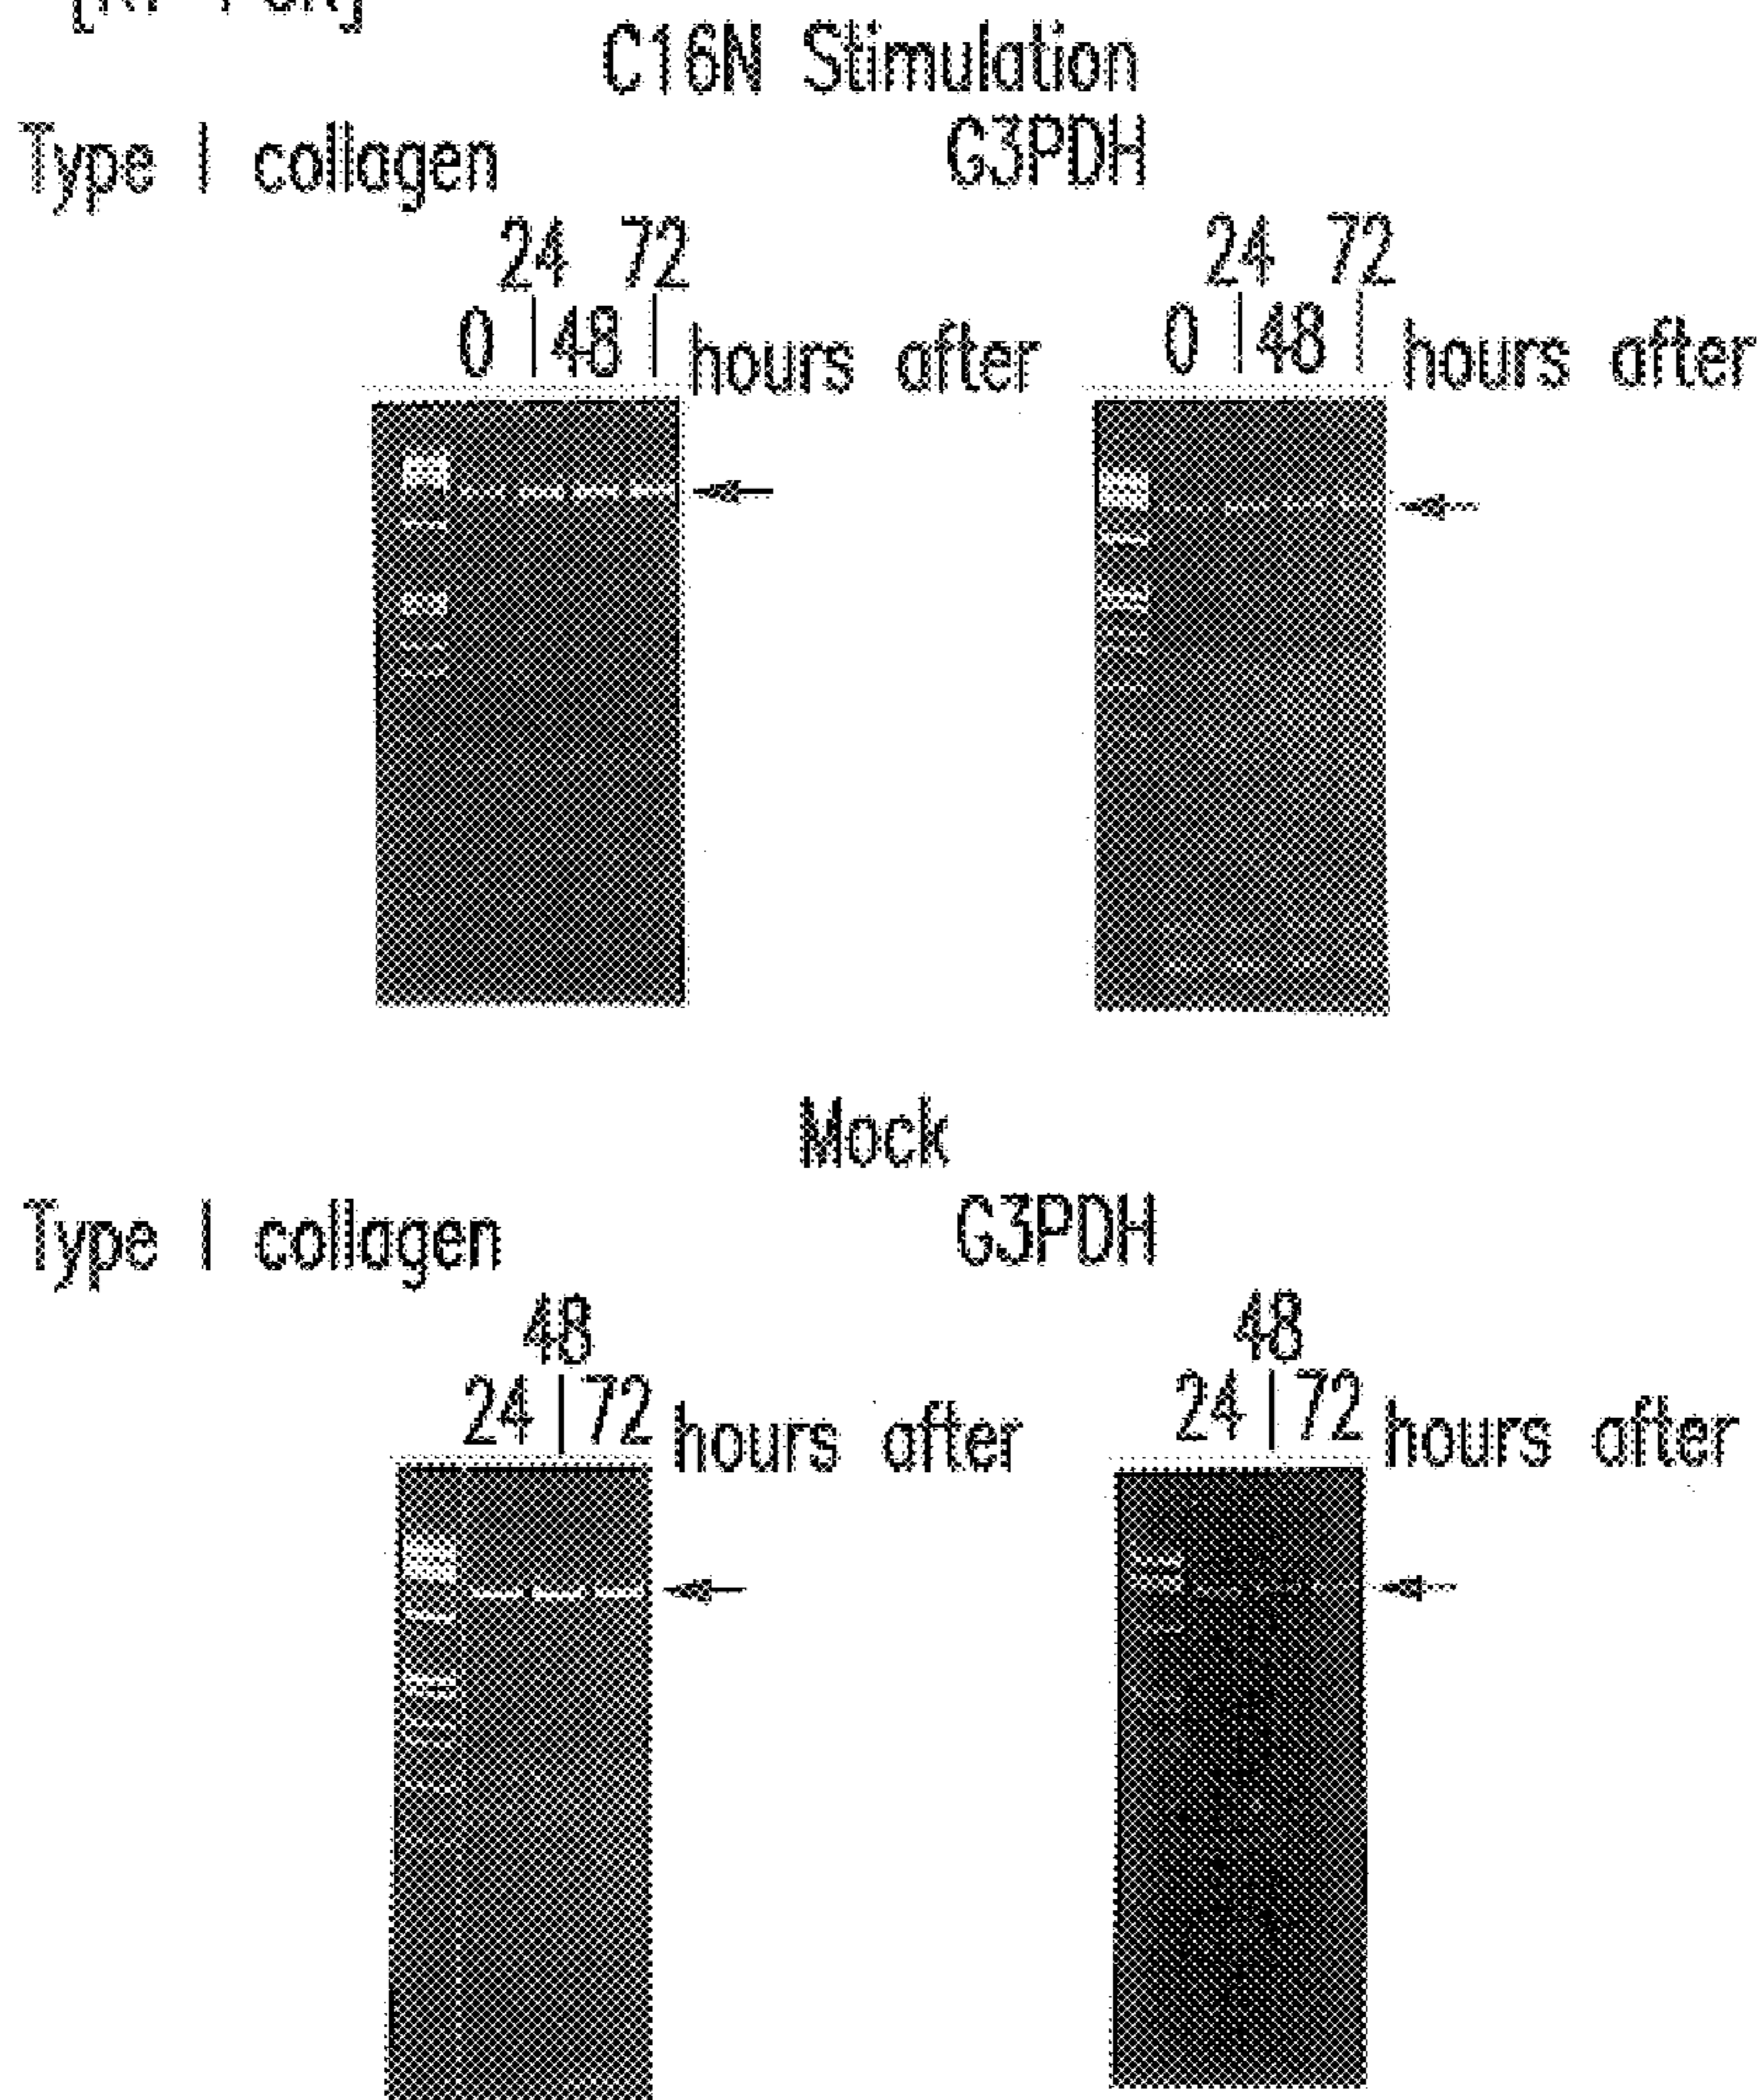 C16N Stimulation
Type I collagen G3PDH
24 72 24 72
0 48 hours after 0 48 hours after
Mock
Type I collagen G3PDH
48 48
24 72 hours after 24 72 hours after